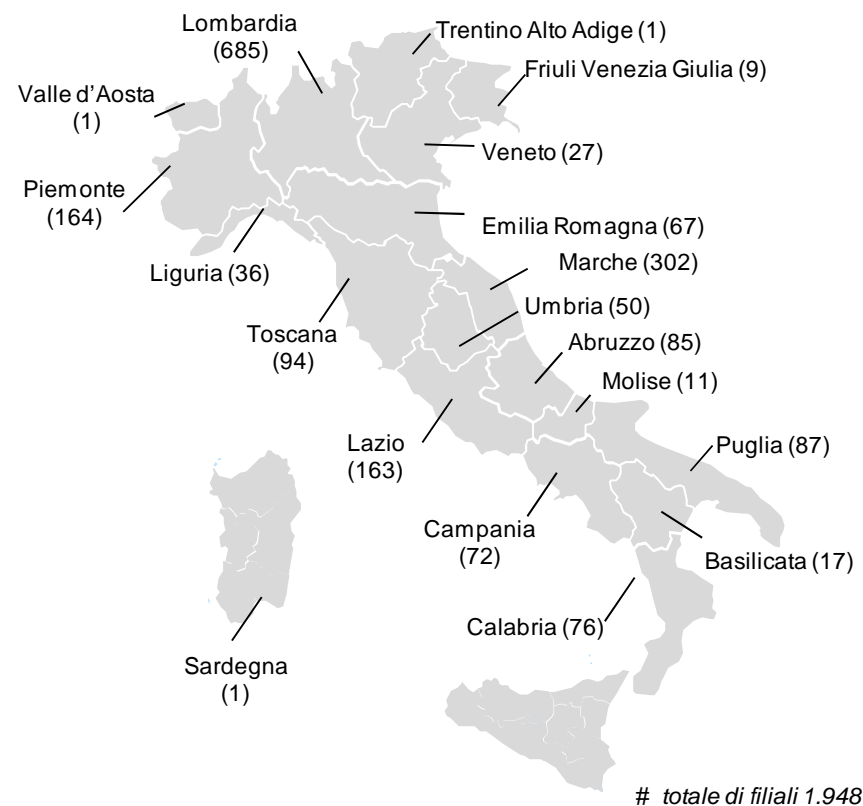 Lombardia
(685)
Trentino Alto Adige (1)
Friuli Venezia Giulia (9)
Valle d'Aosta
(1)
Veneto (27)
Piemonte
(164)
Emilia Romagna (67)
Marche (302)
Liguria (36)
Umbria (50)
Toscana
(94)
Abruzzo (85)
Molise (11)
Lazio
(163)
Puglia (87)
Campania
(72)
Basilicata (17)
Calabria (76)
Sardegna
(1)
# totale di filiali 1.948